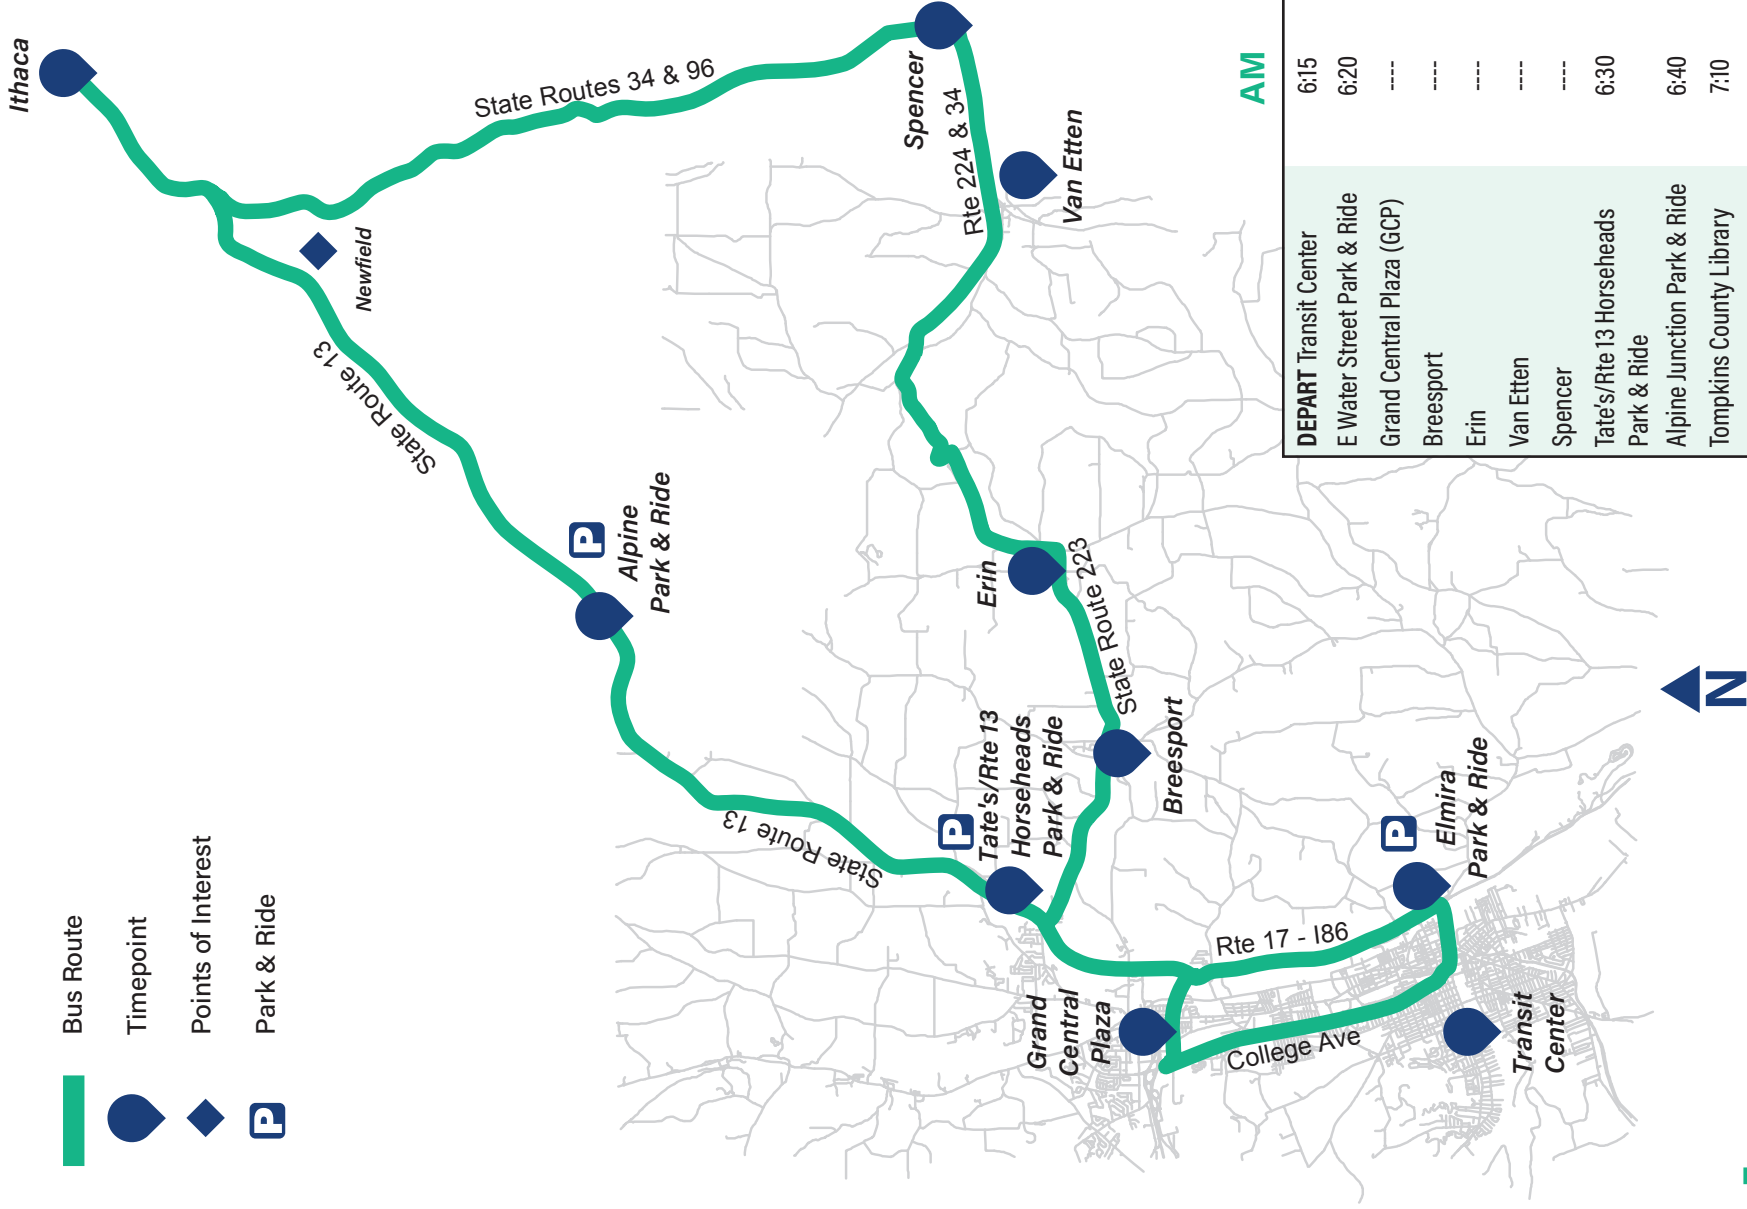 Bus Route
Timepoint
Points of Interest
Park & Ride
P
Ithaca
State Routes 34 & 96
Newfield
State Route 13
Spencer
Rte 224 & 34
Van Etten
P
Alpine
Park & Ride
Erin
State Route 223
State Route 13
P
Tate's/Rte 13
Horseheads
Park & Ride
Breesport
Grand
Central
Plaza
Rte 17 - I86
College Ave
P
Elmira
Park & Ride
Transit
Center
N
AM
DEPART Transit Center 6:15
E Water Street Park & Ride 6:20
Grand Central Plaza (GCP) ----
Breesport ----
Erin ----
Van Etten ----
Spencer ----
Tate's/Rte 13 Horseheads 6:30
Park & Ride
Alpine Junction Park & Ride 6:40
Tompkins County Library 7:10